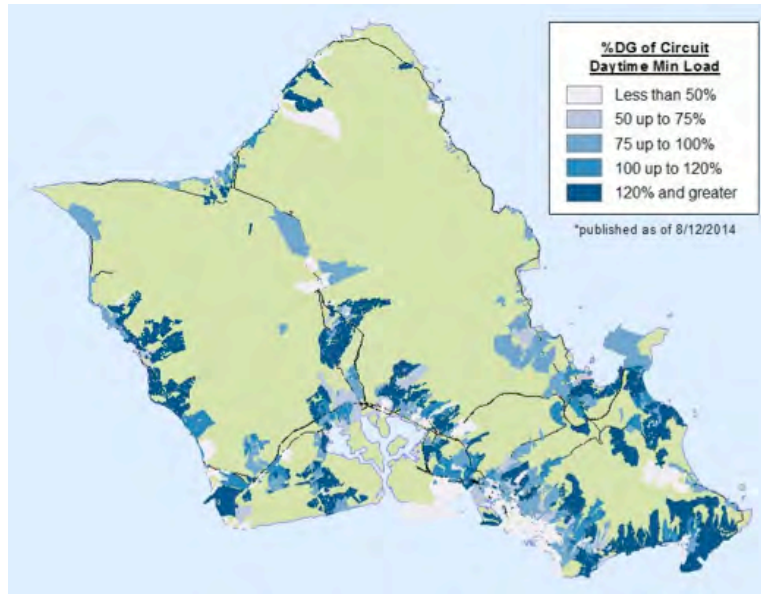 %DG of Circuit
Daytime Min Load
Less than 50%
50 up to 75%
75 up to 100%
100 up to 120%
120% and greater
*published as of 8/12/2014